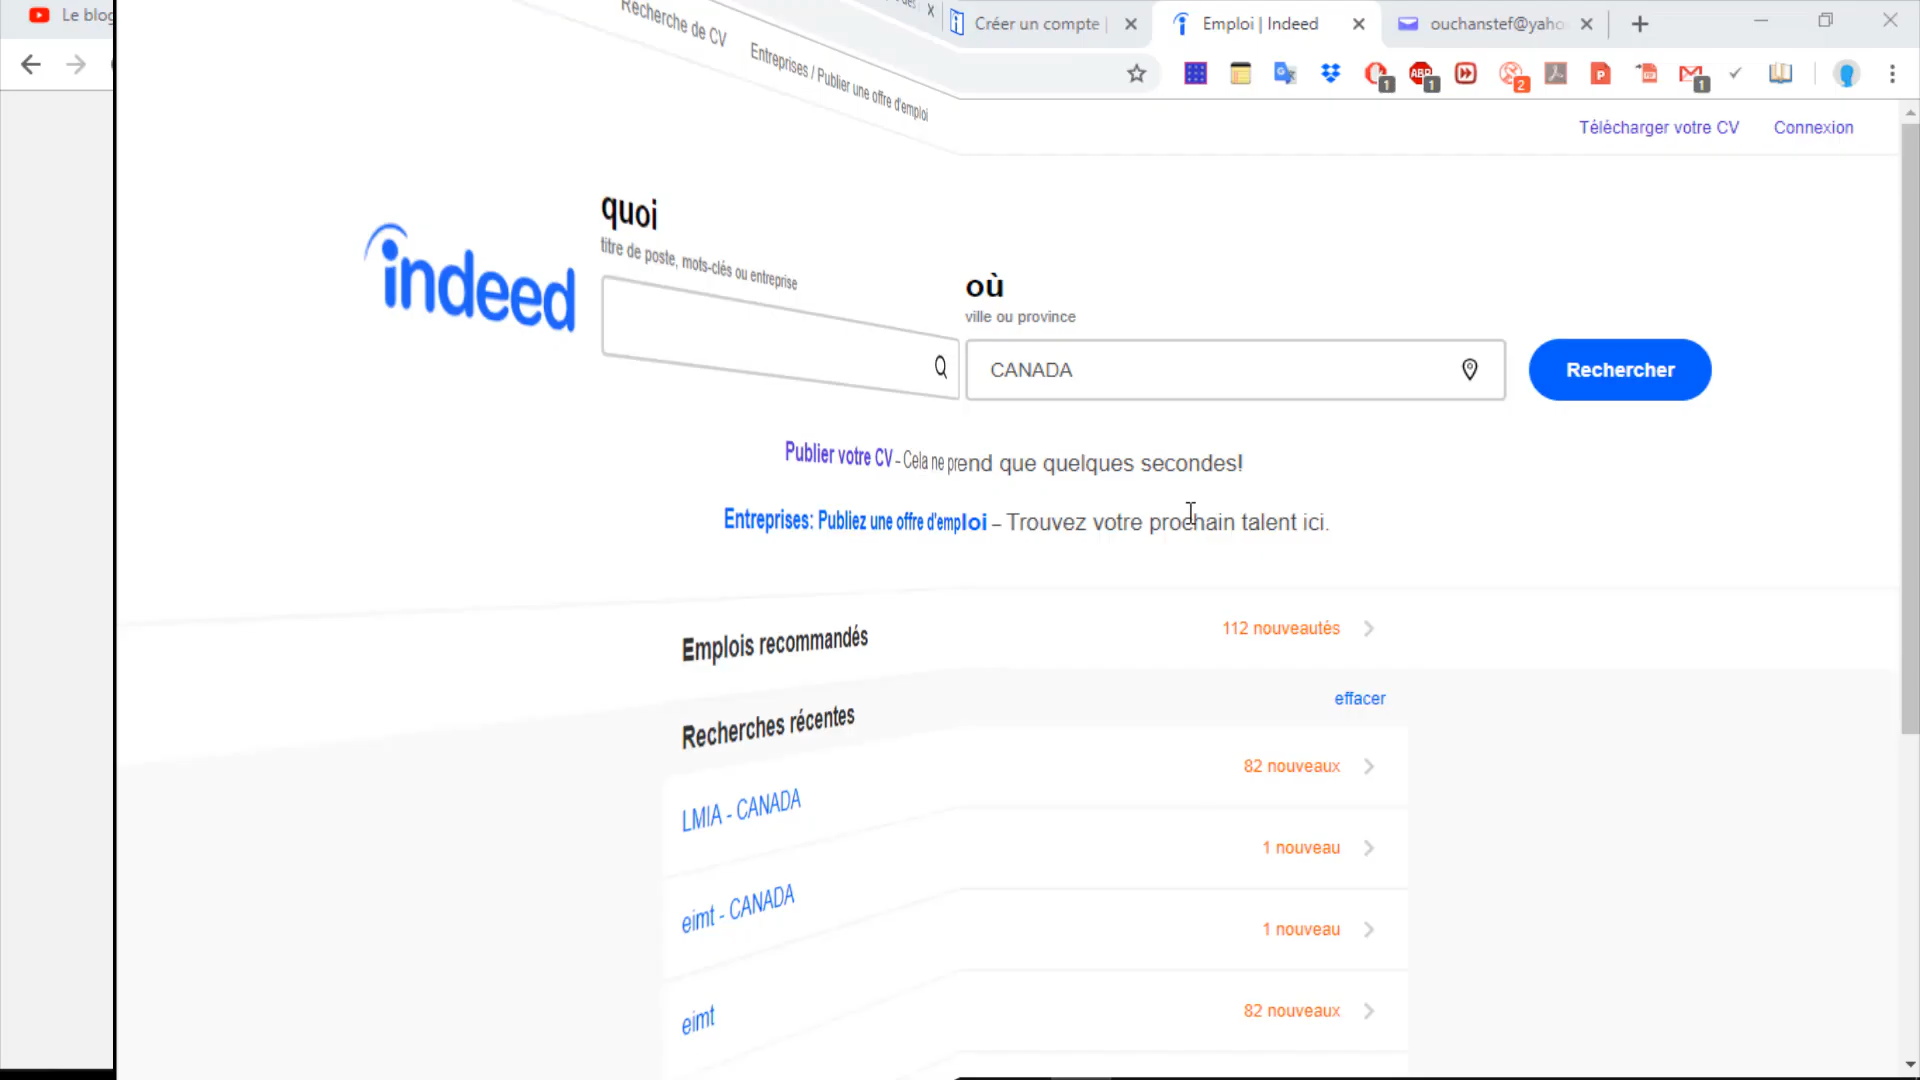 Le blog
Créer un compte |
Emploi | Indeed
ouchanstef@yaho
Recherche de CV
Entreprises / Publier une offre d'emploi
Télécharger votre CV
Connexion
indeed
quoi
titre de poste, mots-clés ou entreprise
où
ville ou province
CANADA
Rechercher
Publier votre CV - Cela ne prend que quelques secondes!
Entreprises: Publiez une offre d'emploi – Trouvez votre prochain talent ici.
Emplois recommandés
112 nouveautés
Recherches récentes
effacer
LMIA - CANADA
82 nouveaux
eimt - CANADA
1 nouveau
1 nouveau
eimt
82 nouveaux